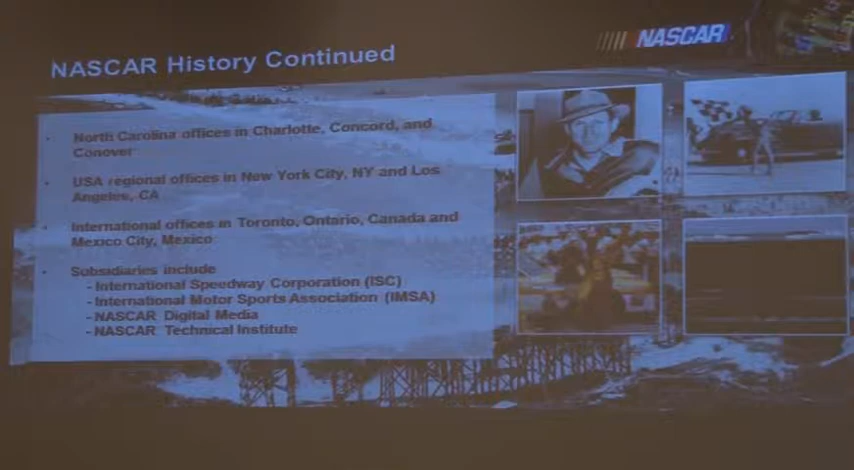 NASCAR
NASCAR History Continued
North Carolina offices in Charlotte, Concord, and
Conover
USA regional offices in New York City, NY and Los
Angeles, CA
International offices in Toronto, Ontario, Canada and
Mexico City, Mexico
Subsidiaries include
- International Speedway Corporation (ISC)
- International Motor Sports Association (IMSA)
- NASCAR Digital Media
- NASCAR Technical Institute